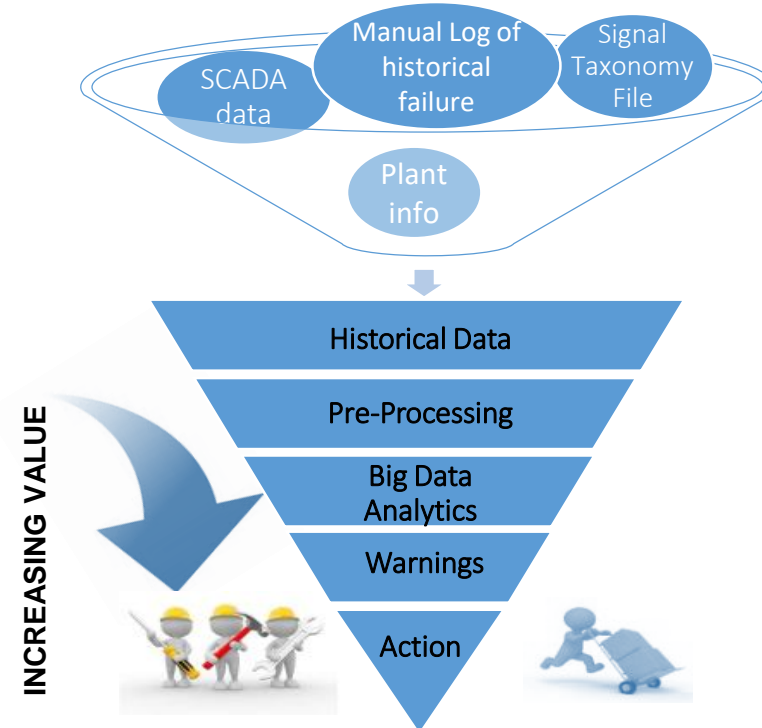 Manual Log of
historical
failure
Signal
Taxonomy
File
SCADA
data
Plant
info
Historical Data
Pre-Processing
Big Data
Analytics
Warnings
Action
INCREASING VALUE